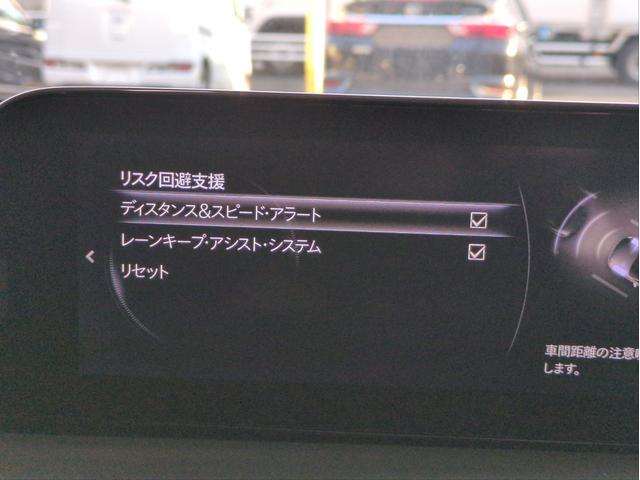 リスク回避支援
ディスタンス&スピード・アラート
レーンキープ・アシスト・システム
リセット
車間距離の注意
します。